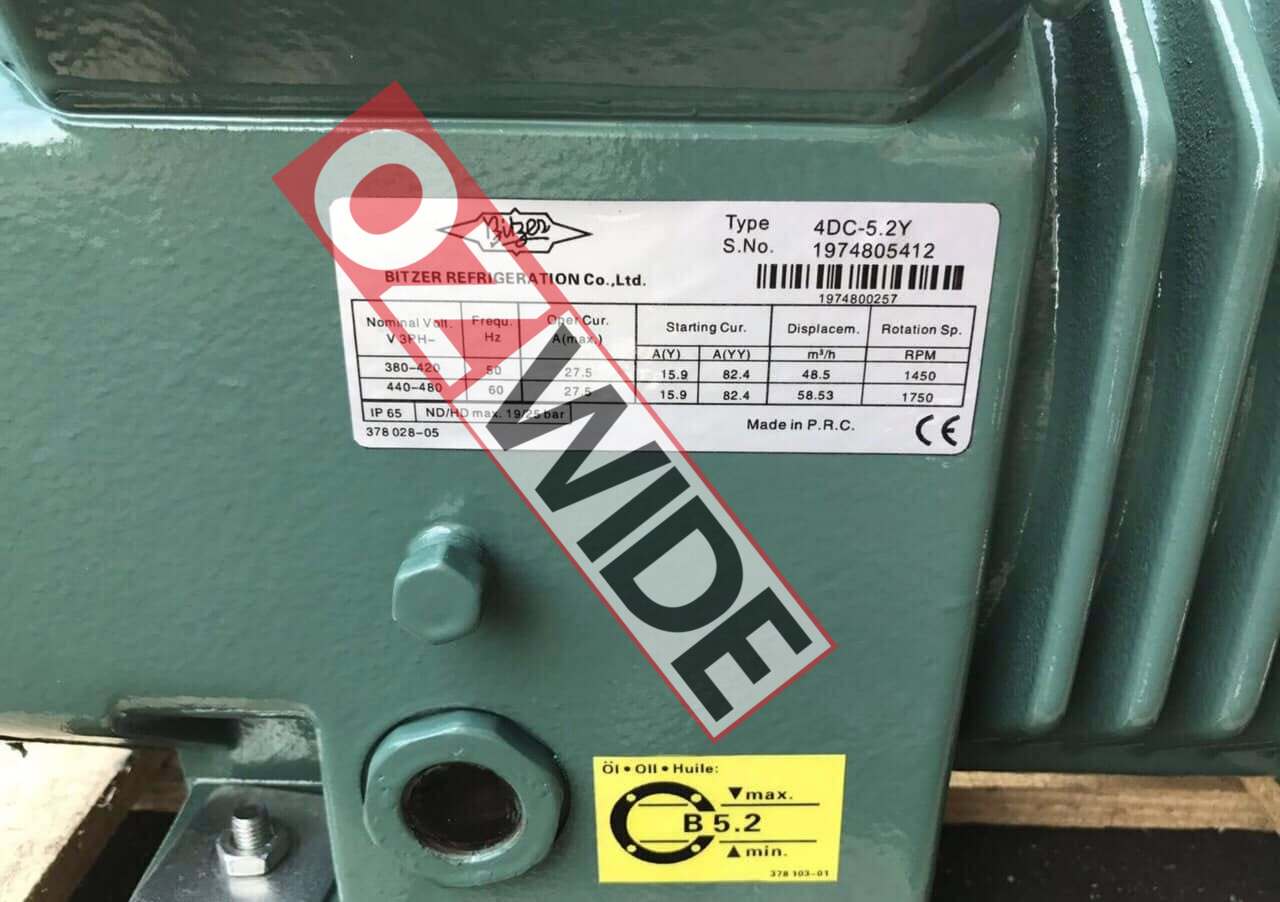 Bitzer
BITZER REFRIGERATION Co.,Ltd.
Type 4DC-5.2Y
S.No. 1974805412
1974800257
Nominal Volt. V 3PH~ Frequ. Hz Oper Cur. A(max.) Starting Cur. Displacem. Rotation Sp.
A(Y) A(YY) m³/h RPM
380-420 50 27.5 15.9 82.4 48.5 1450
440-480 60 27.5 15.9 82.4 58.53 1750
IP 65 ND/HD max. 19/25 bar
378 028-05
Made in P.R.C.
CE
WIDE
Öl • Oll • Huile:
▼max.
B 5.2
▲min.
378 103-01